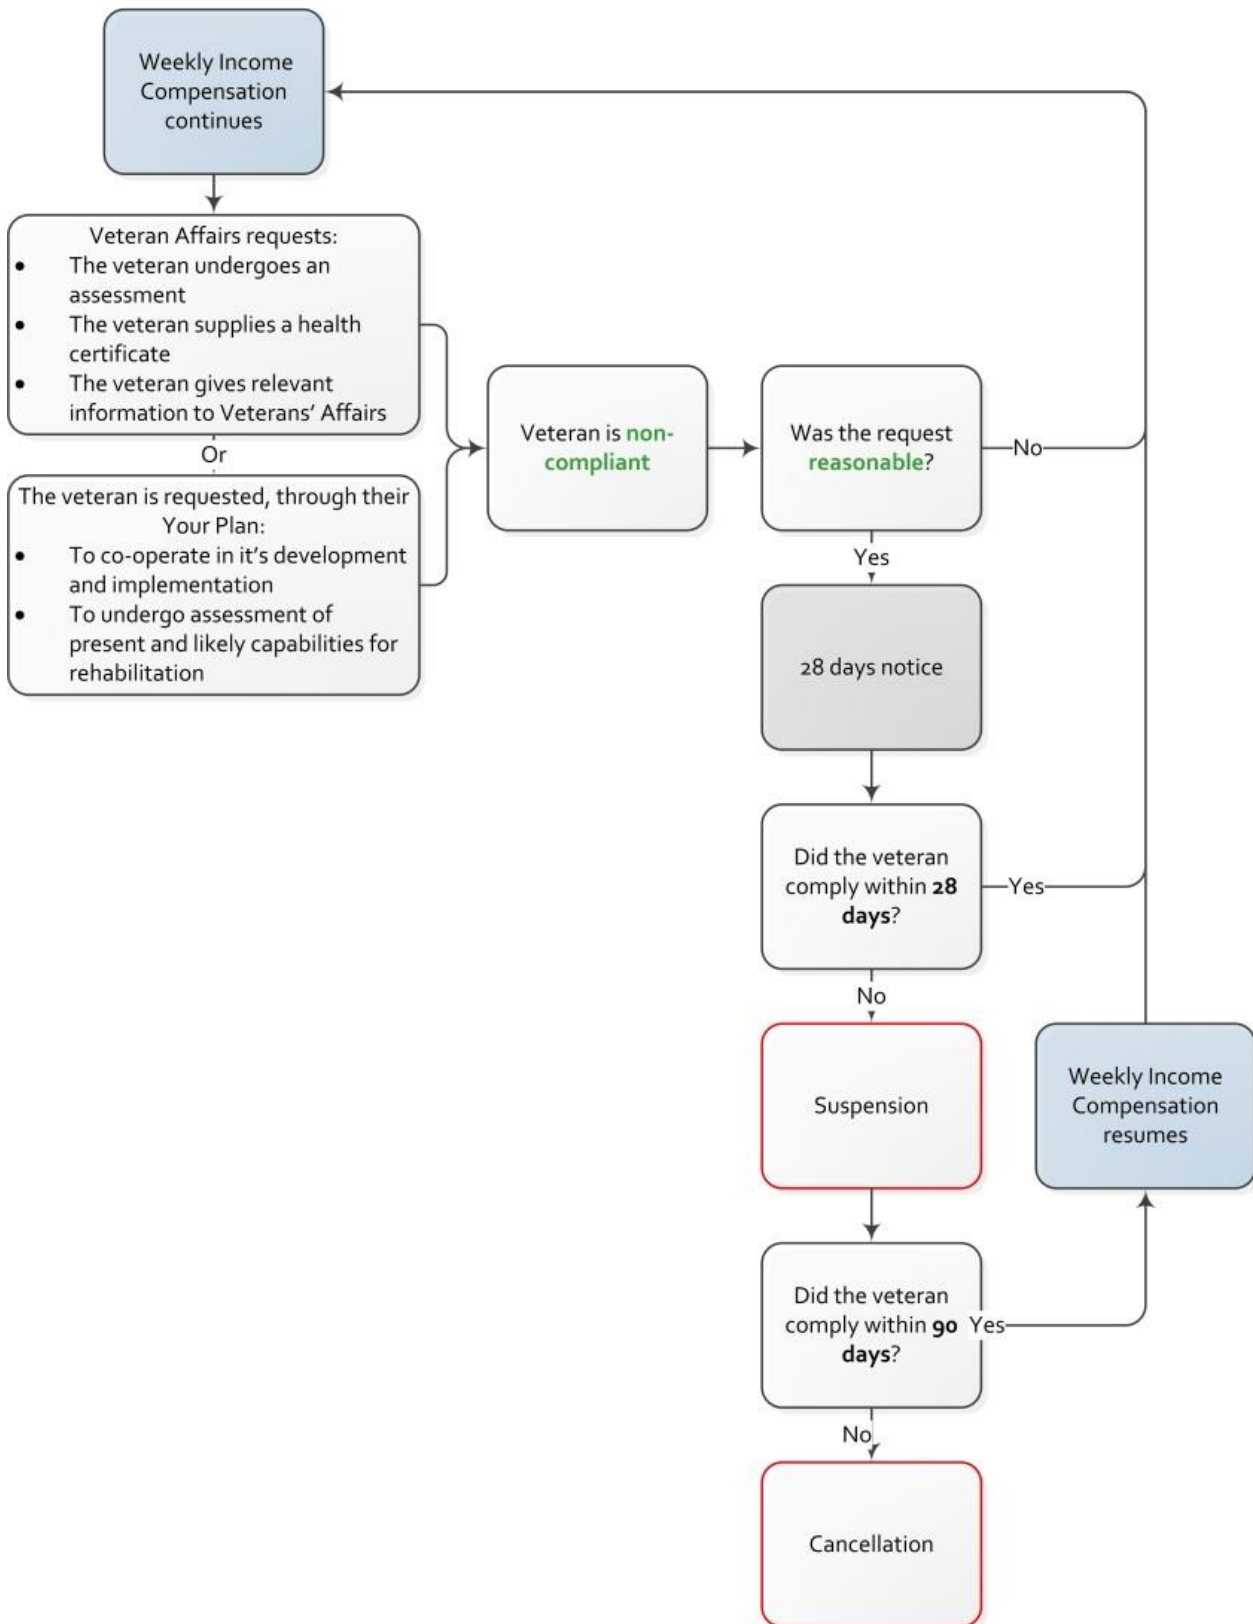 Weekly Income
Compensation
continues
Veteran Affairs requests:
• The veteran undergoes an
assessment
• The veteran supplies a health
certificate
• The veteran gives relevant
information to Veterans’ Affairs
Or
The veteran is requested, through their
Your Plan:
• To co-operate in it’s development
and implementation
• To undergo assessment of
present and likely capabilities for
rehabilitation
Veteran is non-
compliant
Was the request
reasonable?
No
Yes
28 days notice
Did the veteran
comply within 28
days?
Yes
No
Suspension
Weekly Income
Compensation
resumes
Did the veteran
comply within 90
days?
Yes
No
Cancellation